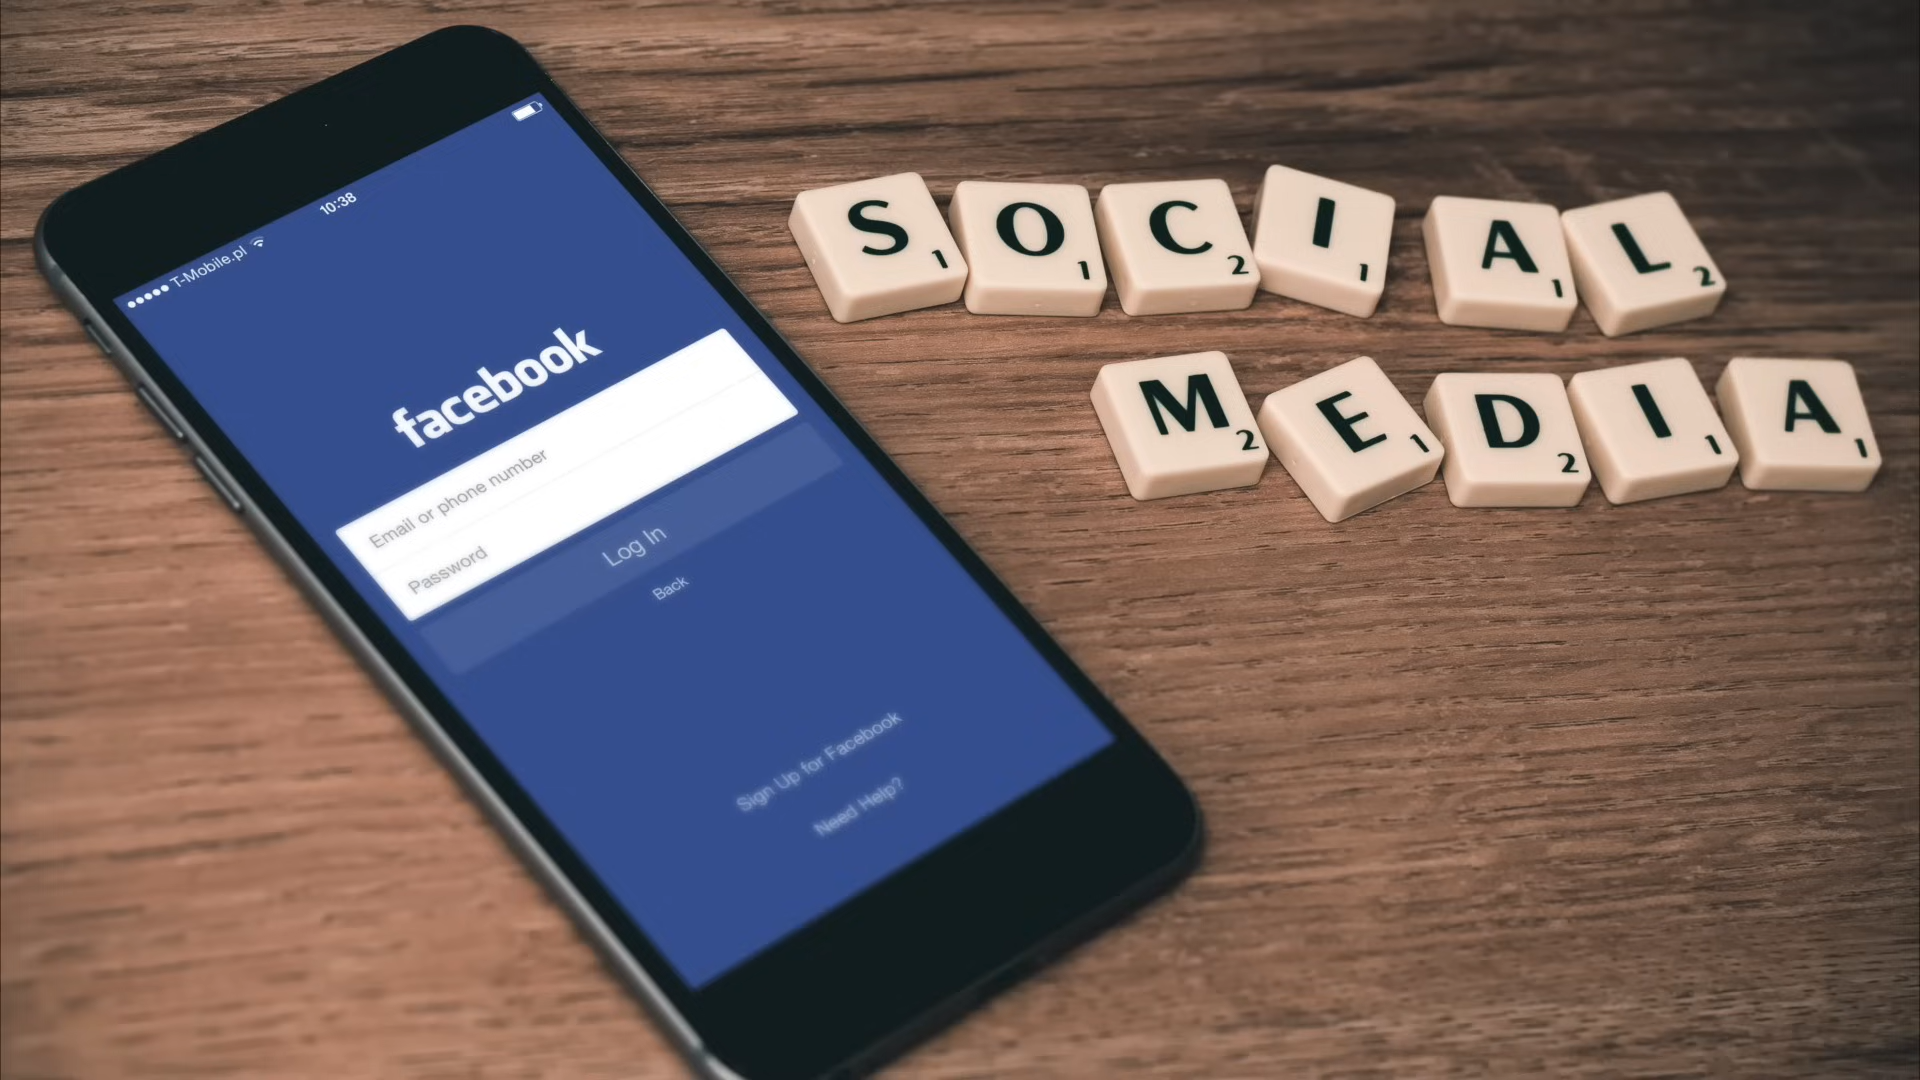 T-Mobile.pl
10:38
facebook
Email or phone number
Password
Log In
Back
Sign Up for Facebook
Need Help?
S1 O1 C2 I1 A1 L2
M2 E1 D2 I1 A1